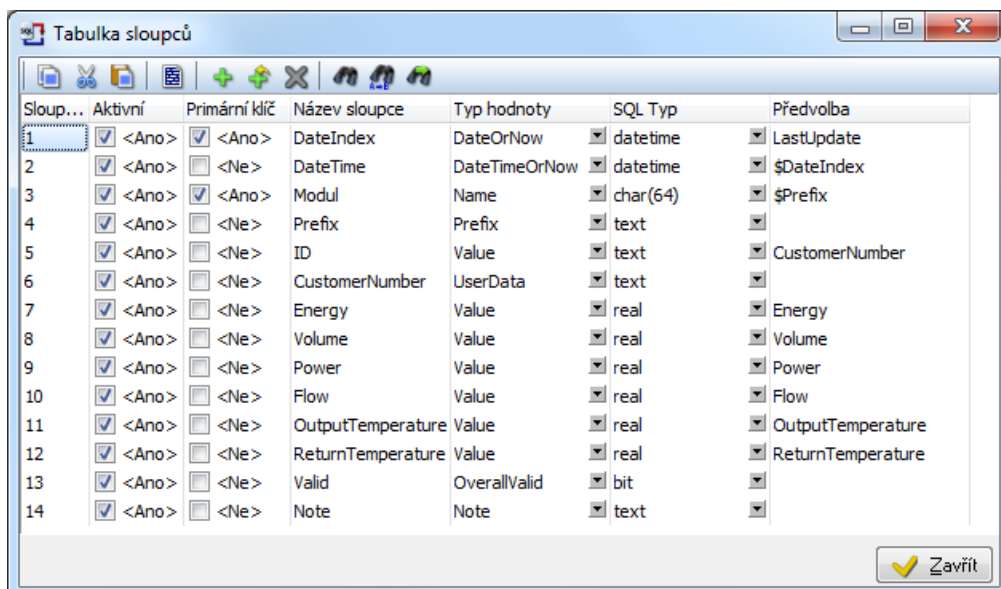 Tabulka sloupců
Sloup... Aktivní Primární klíč Název sloupce Typ hodnoty SQL Typ Předvolba
1 <Ano> <Ano> DateIndex DateOrNow datetime LastUpdate
2 <Ano> <Ne> DateTime DateTimeOrNow datetime $DateIndex
3 <Ano> <Ano> Modul Name char(64) $Prefix
4 <Ano> <Ne> Prefix Prefix text
5 <Ano> <Ne> ID Value text CustomerNumber
6 <Ano> <Ne> CustomerNumber UserData text
7 <Ano> <Ne> Energy Value real Energy
8 <Ano> <Ne> Volume Value real Volume
9 <Ano> <Ne> Power Value real Power
10 <Ano> <Ne> Flow Value real Flow
11 <Ano> <Ne> OutputTemperature Value real OutputTemperature
12 <Ano> <Ne> ReturnTemperature Value real ReturnTemperature
13 <Ano> <Ne> Valid OverallValid bit
14 <Ano> <Ne> Note Note text
Zavřít